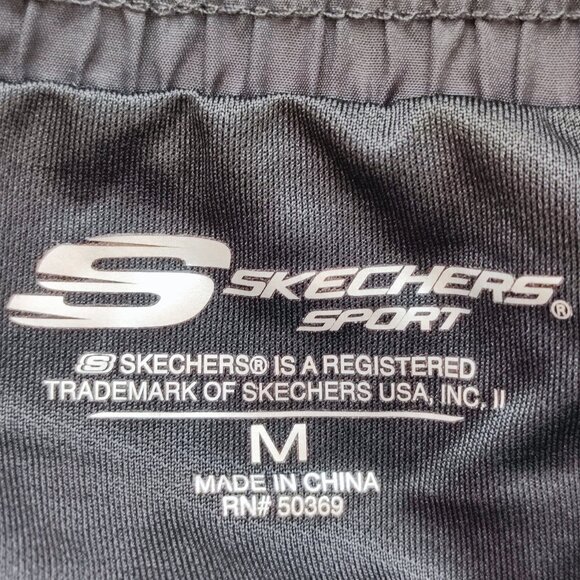 S SKECHERS®
SPORT
S SKECHERS® IS A REGISTERED
TRADEMARK OF SKECHERS USA, INC. II
M
MADE IN CHINA
RN# 50369